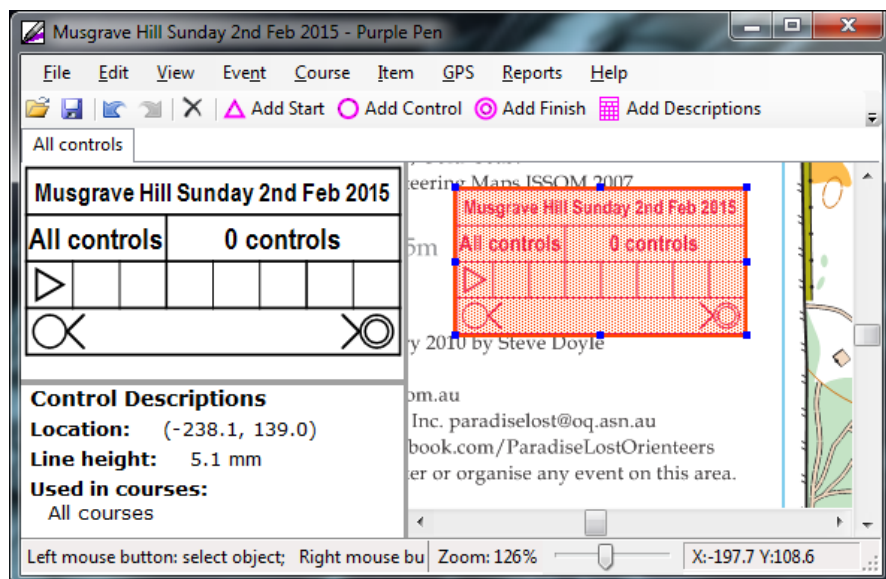 Musgrave Hill Sunday 2nd Feb 2015 - Purple Pen
File Edit View Event Course Item GPS Reports Help
Add Start Add Control Add Finish Add Descriptions
All controls
Musgrave Hill Sunday 2nd Feb 2015
All controls 0 controls
Control Descriptions
Location: (-238.1, 139.0)
Line height: 5.1 mm
Used in courses:
All courses
eering Maps ISSOM 2007
Musgrave Hill Sunday 2nd Feb 2015
5m All controls 0 controls
ry 2010 by Steve Doyle
om.au
Inc. paradiselost@oq.asn.au
book.com/ParadiseLostOrienteers
er or organise any event on this area.
Left mouse button: select object; Right mouse bu Zoom: 126% X:-197.7 Y:108.6